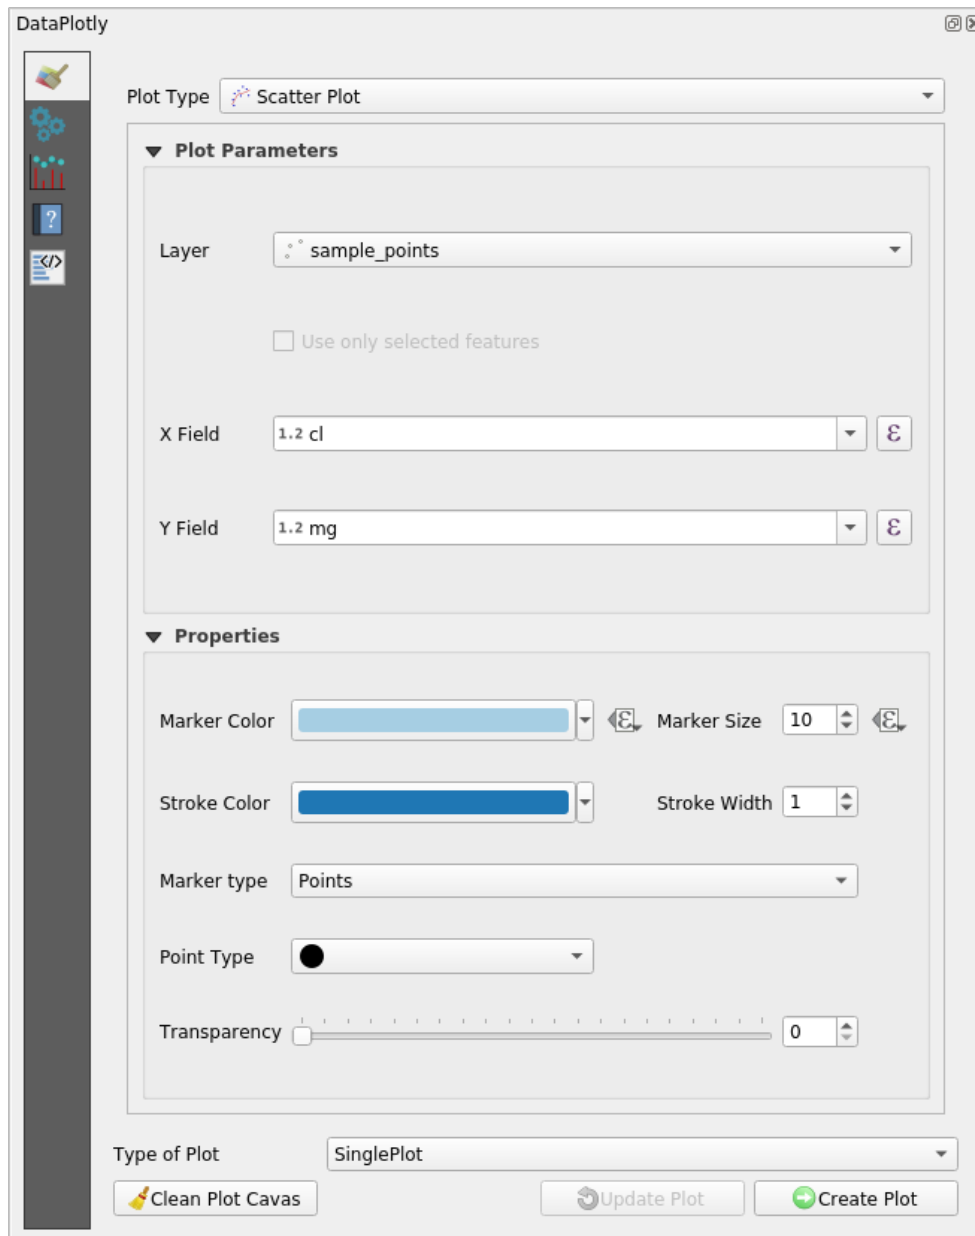 DataPlotly
Plot Type Scatter Plot
Plot Parameters
Layer sample_points
Use only selected features
X Field 1.2 cl ε
Y Field 1.2 mg ε
Properties
Marker Color ε Marker Size 10 ε
Stroke Color Stroke Width 1
Marker type Points
Point Type
Transparency 0
Type of Plot SinglePlot
Clean Plot Cavas Update Plot Create Plot